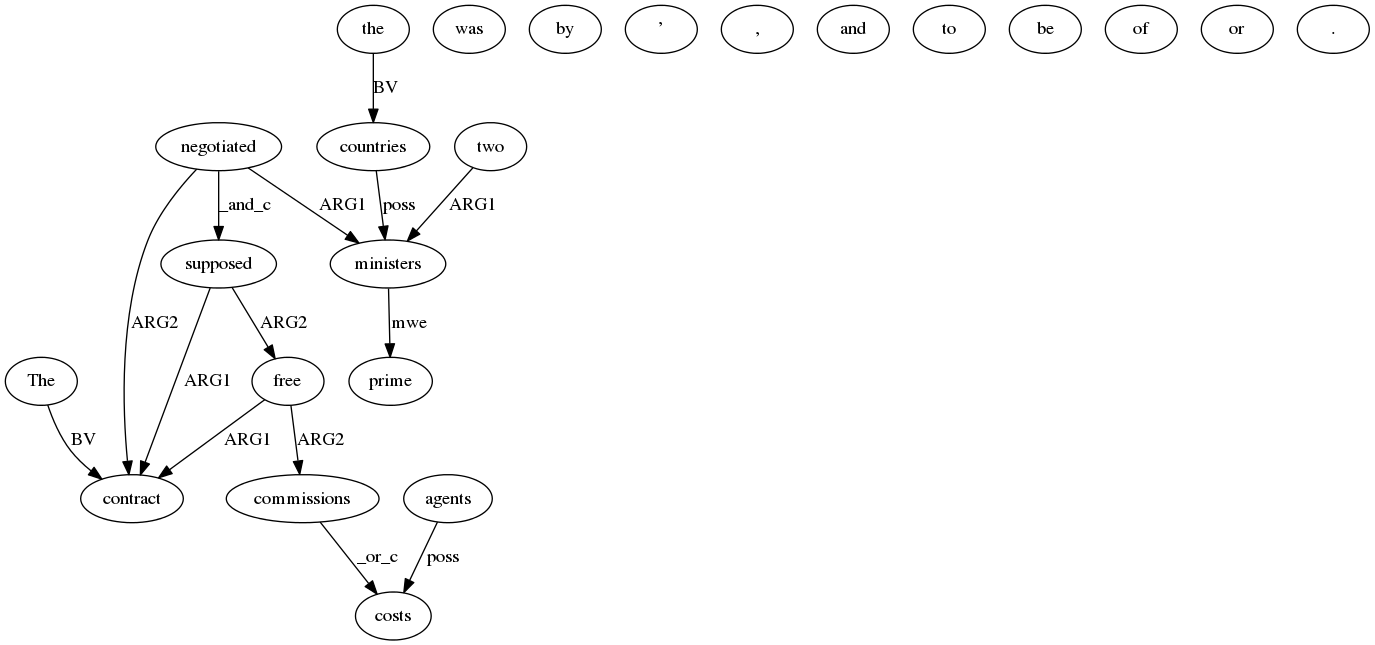 the was by ’ , and to be of or .
BV
negotiated countries two
_and_c ARG1 poss ARG1
supposed ministers
ARG2 ARG2 mwe
The ARG1 free prime
BV ARG1 ARG2
contract commissions agents
_or_c poss
costs